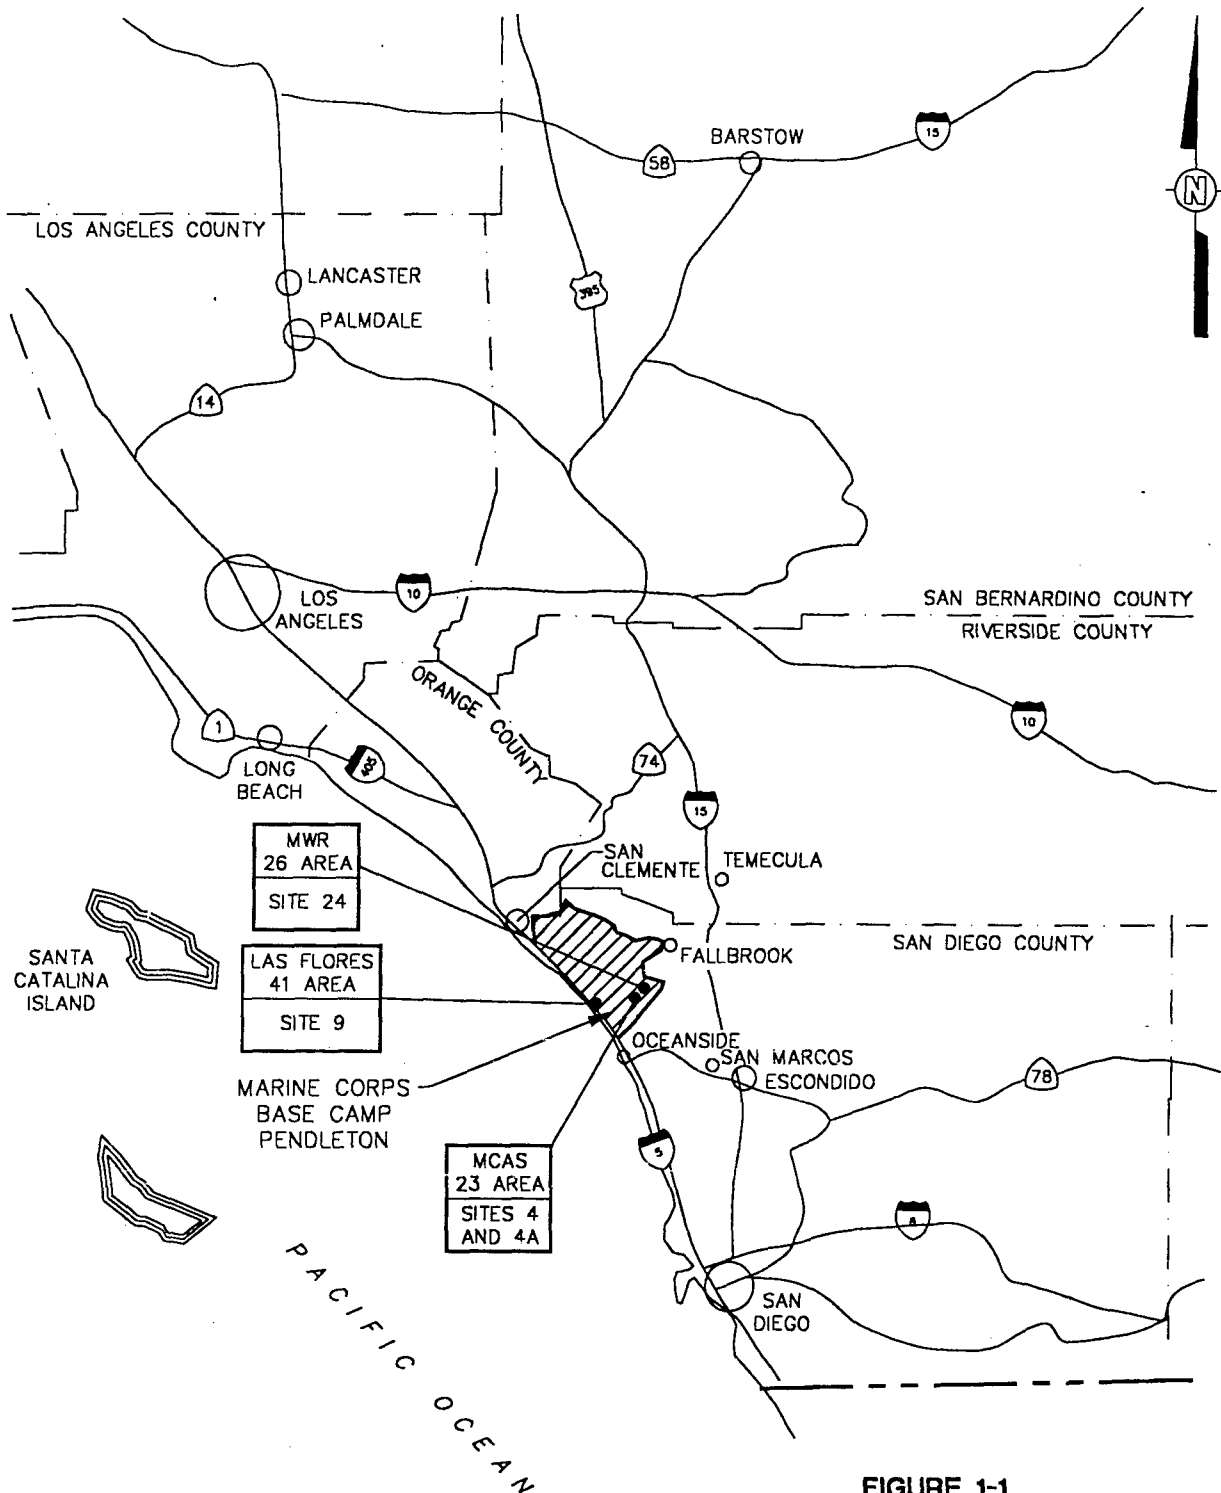 BARSTOW
15
58
N
LOS ANGELES COUNTY
LANCASTER
395
PALMDALE
14
10
LOS
ANGELES
SAN BERNARDINO COUNTY
RIVERSIDE COUNTY
ORANGE COUNTY
1
10
LONG
BEACH
405
74
15
MWR
26 AREA
SITE 24
SAN
CLEMENTE
TEMECULA
SANTA
CATALINA
ISLAND
LAS FLORES
41 AREA
SITE 9
FALLBROOK
SAN DIEGO COUNTY
OCEANSIDE
SAN MARCOS
ESCONDIDO
78
MARINE CORPS
BASE CAMP
PENDLETON
MCAS
23 AREA
SITES 4
AND 4A
5
8
PACIFIC OCEAN
SAN
DIEGO
FIGURE 1-1